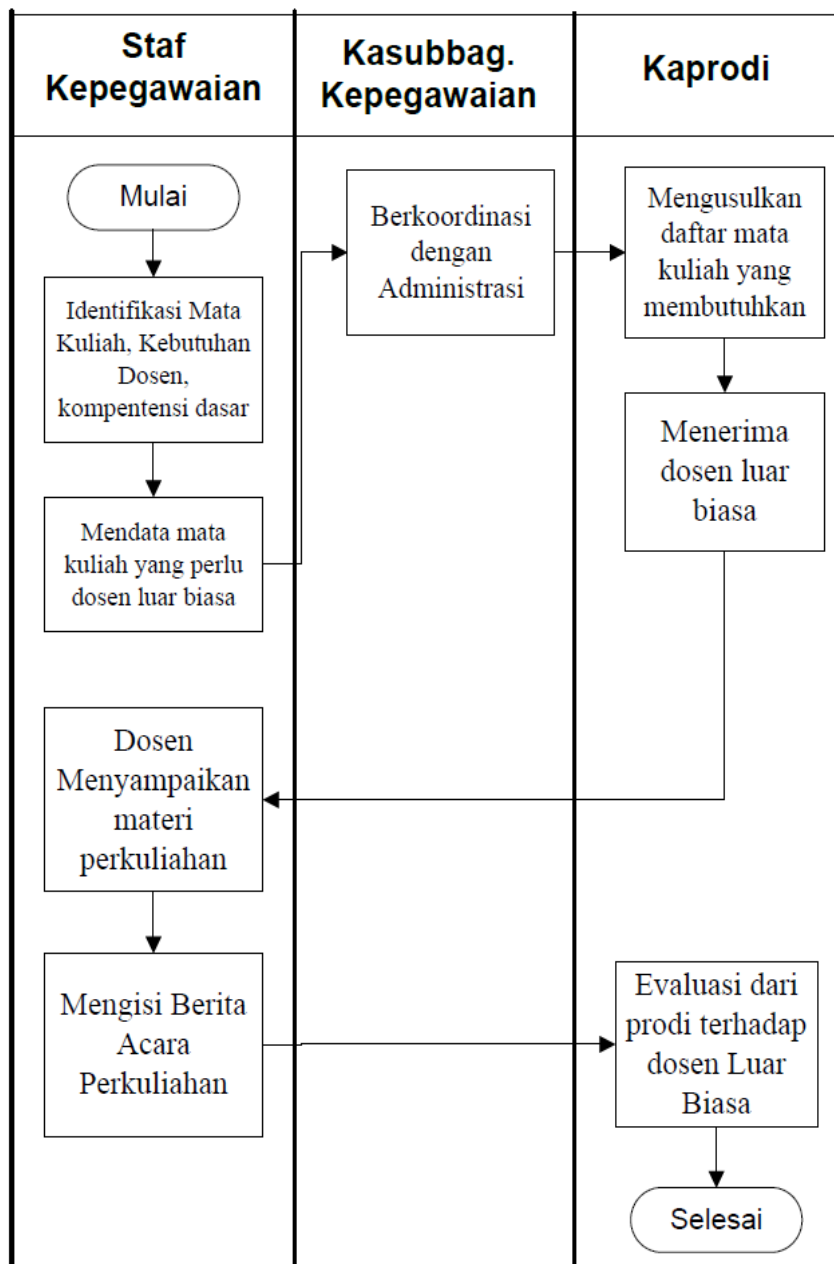 Staf
Kepegawaian
Kasubbag.
Kepegawaian
Kaprodi
Mulai
Identifikasi Mata
Kuliah, Kebutuhan
Dosen,
kompentensi dasar
Mendata mata
kuliah yang perlu
dosen luar biasa
Berkoordinasi
dengan
Administrasi
Mengusulkan
daftar mata
kuliah yang
membutuhkan
Menerima
dosen luar
biasa
Dosen
Menyampaikan
materi
perkuliahan
Mengisi Berita
Acara
Perkuliahan
Evaluasi dari
prodi terhadap
dosen Luar
Biasa
Selesai